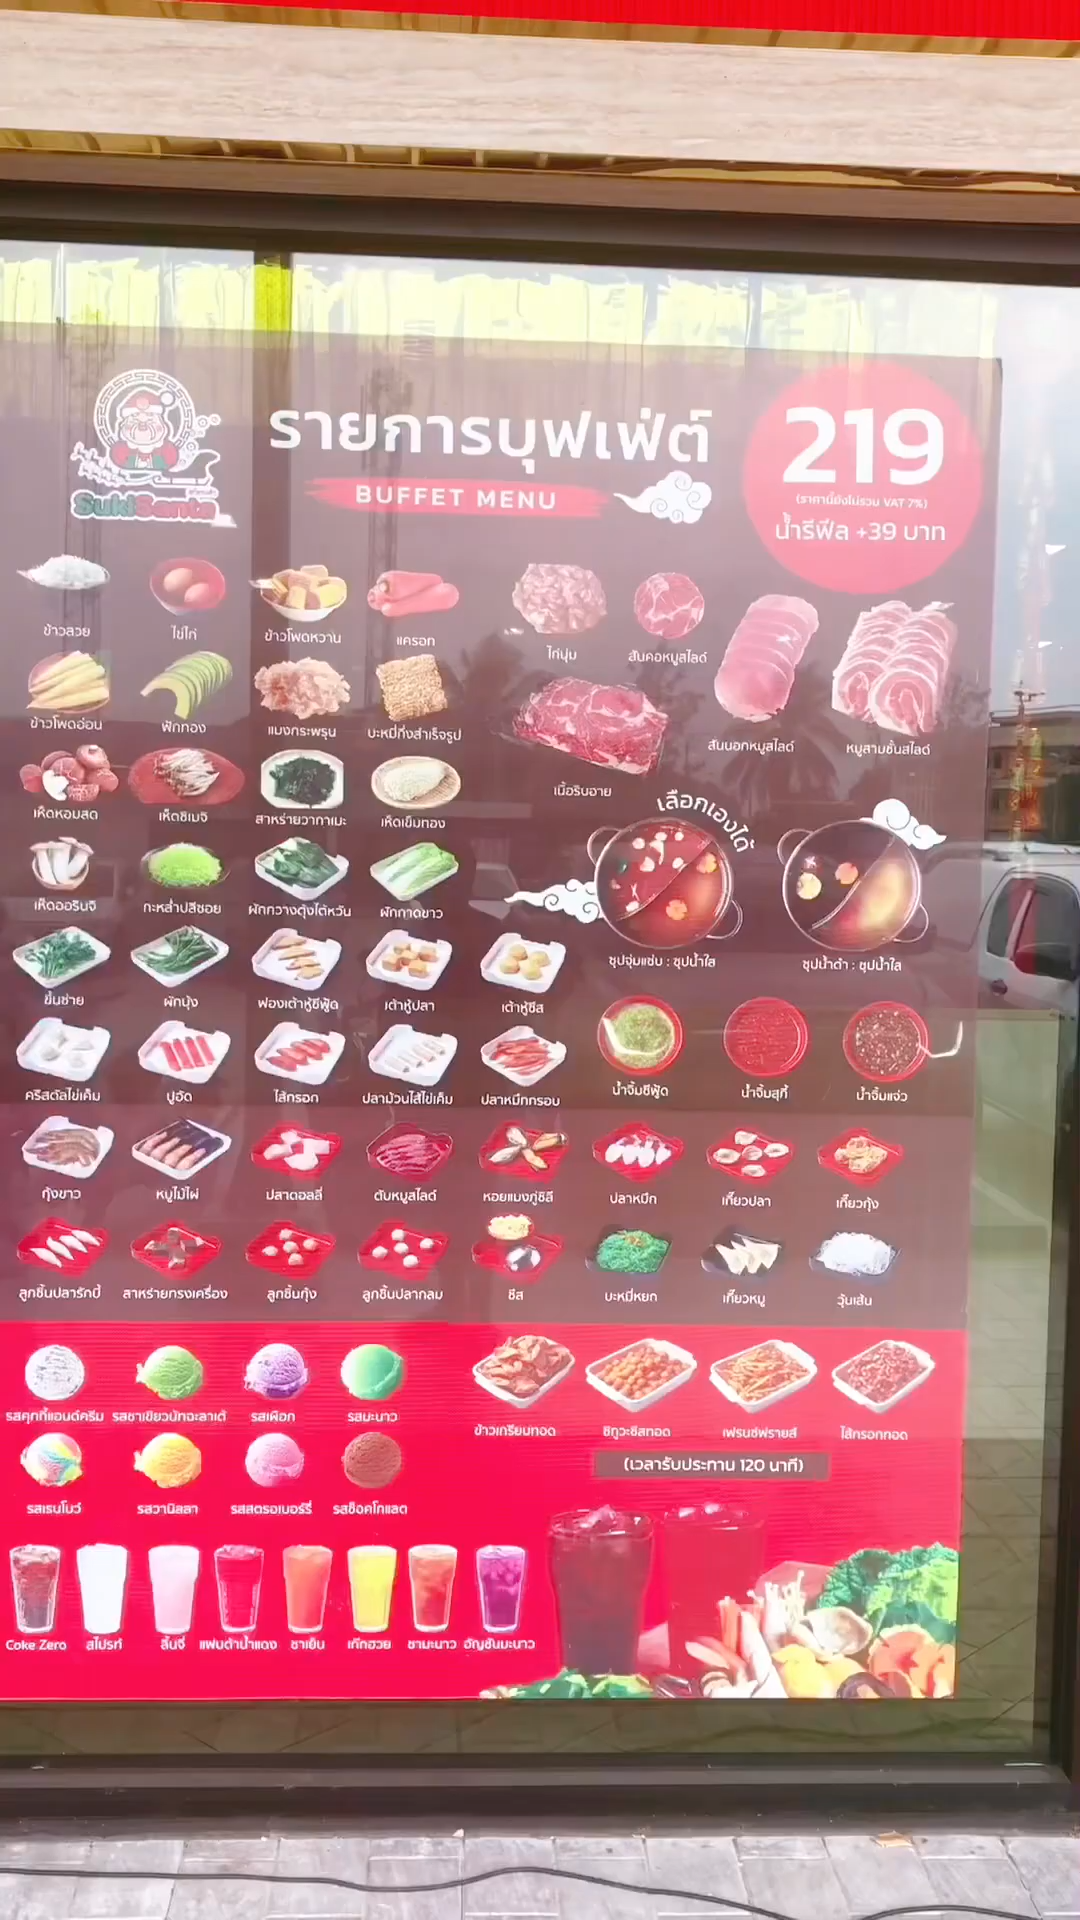 รายการบุฟเฟ่ต์
BUFFET MENU
SukiSanta
219
(ราคานี้ยังไม่รวม VAT 7%)
น้ำรีฟิล +39 บาท
ข้าวสวย ไข่ไก่ ข้าวโพดหวาน แครอท
ไก่นุ่ม สันคอหมูสไลด์
ข้าวโพดอ่อน ฟักทอง แมงกระพรุน บะหมี่กึ่งสำเร็จรูป
สันนอกหมูสไลด์ หมูสามชั้นสไลด์
เนื้อริบอาย
เห็ดหอมสด เห็ดชิเมจิ สาหร่ายวากาเมะ เห็ดเข็มทอง
เลือกเองได้
เห็ดออรินจิ กะหล่ำปลีซอย ผักกวางตุ้งไต้หวัน ผักกาดขาว
ซุปจุ่มแซ่บ : ซุปน้ำใส ซุปน้ำดำ : ซุปน้ำใส
ขึ้นช่าย ผักบุ้ง ฟองเต้าหู้ซีฟู้ด เต้าหู้ปลา เต้าหู้ชีส
คริสตัลไข่เค็ม ปูอัด ไส้กรอก ปลาม้วนไส้ไข่เค็ม ปลาหมึกกรอบ น้ำจิ้มซีฟู้ด น้ำจิ้มสุกี้ น้ำจิ้มแจ่ว
กุ้งขาว หมูไม้ไผ่ ปลาดอลลี่ ตับหมูสไลด์ หอยแมงภู่ชิลี ปลาหมึก เกี๊ยวปลา เกี๊ยวกุ้ง
ลูกชิ้นปลารักบี้ สาหร่ายทรงเครื่อง ลูกชิ้นกุ้ง ลูกชิ้นปลากลม ชีส บะหมี่หยก เกี๊ยวหมู วุ้นเส้น
รสคุกกี้แอนด์ครีม รสชาเขียวมัทฉะลาเต้ รสเผือก รสมะนาว
ข้าวเกรียบทอด ชิกูวะชีสทอด เฟรนช์ฟรายส์ ไส้กรอกทอด
(เวลารับประทาน 120 นาที)
รสเรนโบว์ รสวานิลลา รสสตรอเบอร์รี่ รสช็อคโกแลต
Coke Zero สไปรท์ ลิ้นจี่ แฟนต้าน้ำแดง ชาเย็น เก๊กฮวย ชามะนาว อัญชันมะนาว